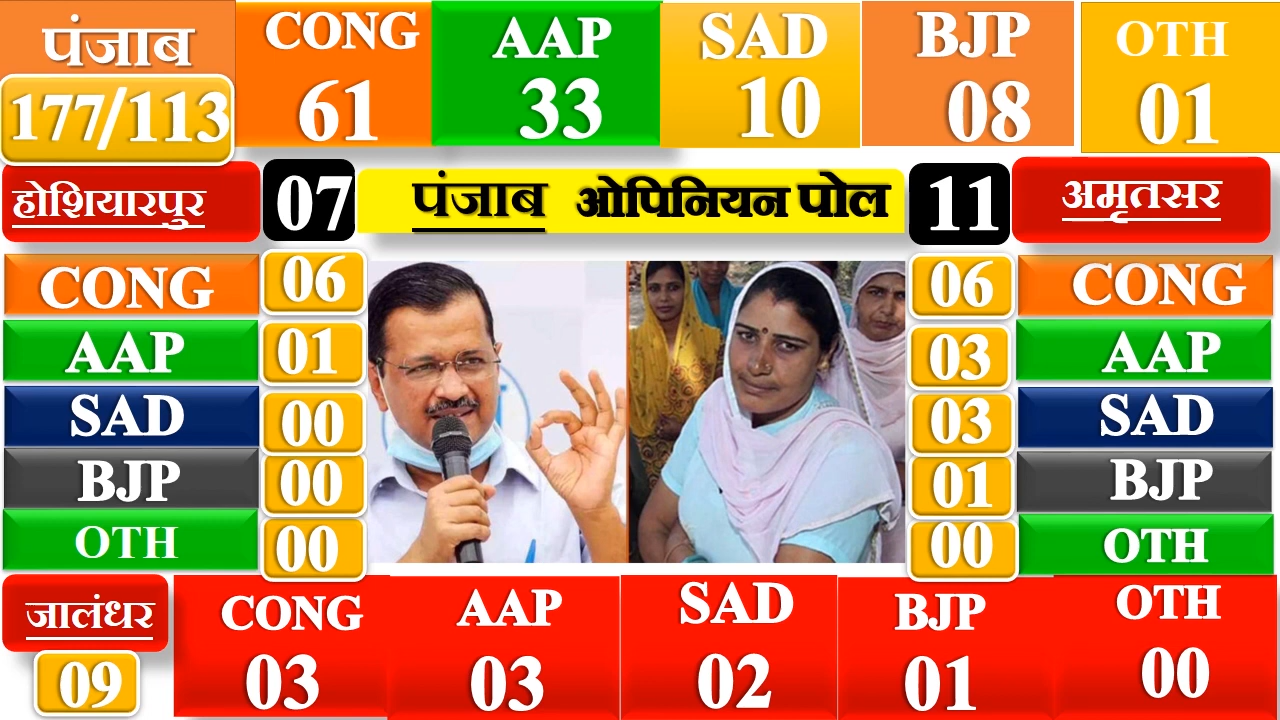 पंजाब
177/113
CONG
61
AAP
33
SAD
10
BJP
08
OTH
01
होशियारपुर
07
पंजाब ओपिनियन पोल
11
अमृतसर
CONG 06
AAP 01
SAD 00
BJP 00
OTH 00
06 CONG
03 AAP
03 SAD
01 BJP
00 OTH
जालंधर
09
CONG
03
AAP
03
SAD
02
BJP
01
OTH
00